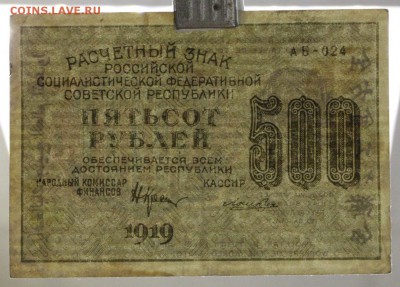 COINS.LAVE.RU
РАСЧЕТНЫЙ ЗНАК
АБ-024
РОССИЙСКОЙ
СОЦИАЛИСТИЧЕСКОЙ ФЕДЕРАТИВНОЙ
СОВЕТСКОЙ РЕСПУБЛИКИ
ПЯТЬСОТ
РУБЛЕЙ
500
ОБЕСПЕЧИВАЕТСЯ ВСЕМ
ДОСТОЯНИЕМ РЕСПУБЛИКИ
НАРОДНЫЙ КОМИССАР
ФИНАНСОВ
КАССИР
1919